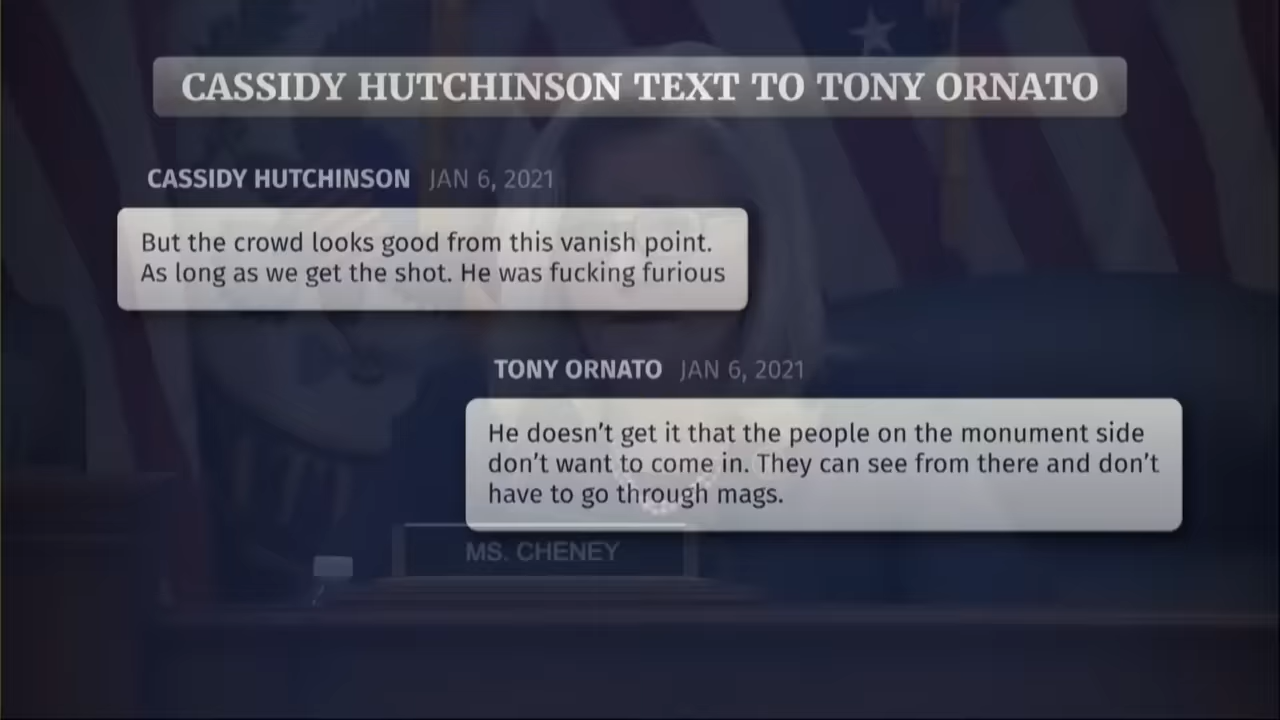 CASSIDY HUTCHINSON TEXT TO TONY ORNATO
CASSIDY HUTCHINSON JAN 6, 2021
But the crowd looks good from this vanish point.
As long as we get the shot. He was fucking furious
TONY ORNATO JAN 6, 2021
He doesn't get it that the people on the monument side
don't want to come in. They can see from there and don't
have to go through mags.
MS. CHENEY